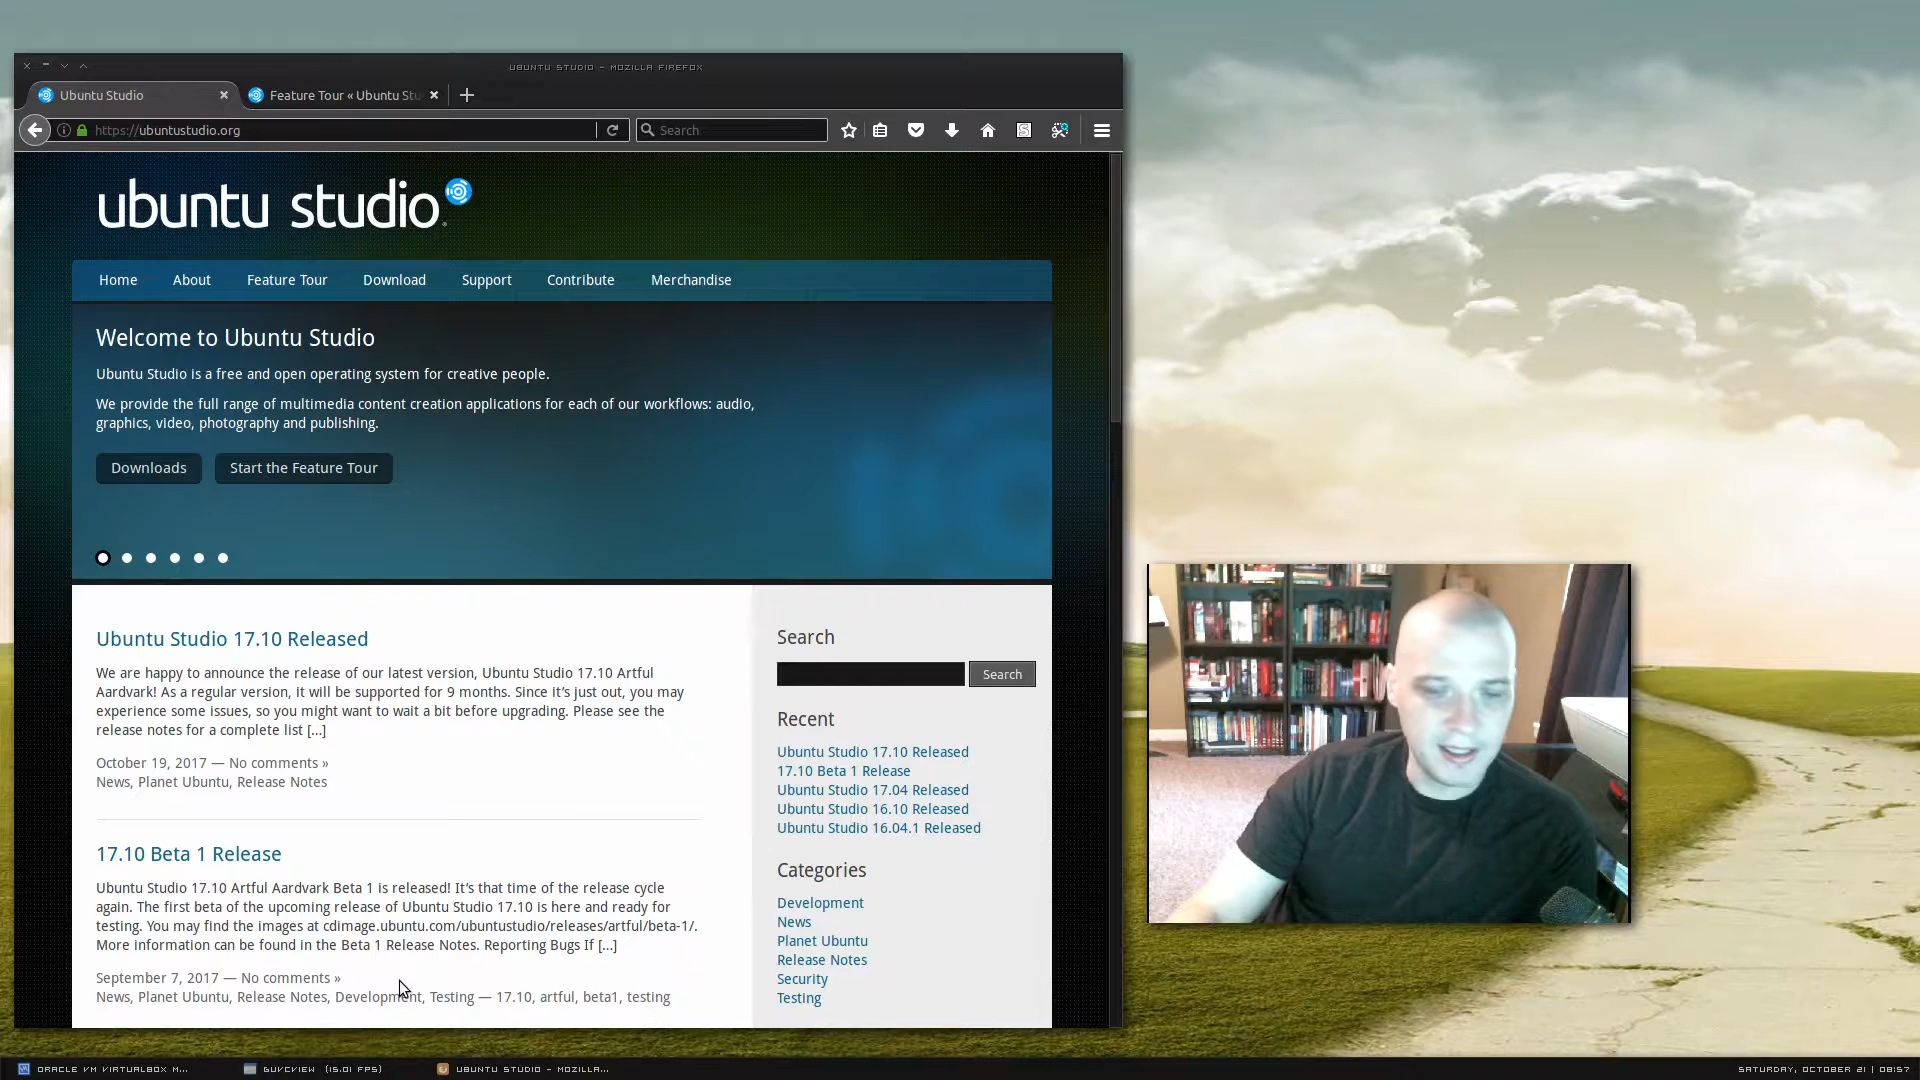 UBUNTU STUDIO - MOZILLA FIREFOX
Ubuntu Studio
Feature Tour « Ubuntu Stu
https://ubuntustudio.org
Search
ubuntu studio
Home About Feature Tour Download Support Contribute Merchandise
Welcome to Ubuntu Studio
Ubuntu Studio is a free and open operating system for creative people.
We provide the full range of multimedia content creation applications for each of our workflows: audio,
graphics, video, photography and publishing.
Downloads Start the Feature Tour
Ubuntu Studio 17.10 Released
We are happy to announce the release of our latest version, Ubuntu Studio 17.10 Artful
Aardvark! As a regular version, it will be supported for 9 months. Since it's just out, you may
experience some issues, so you might want to wait a bit before upgrading. Please see the
release notes for a complete list [...]
October 19, 2017 — No comments »
News, Planet Ubuntu, Release Notes
17.10 Beta 1 Release
Ubuntu Studio 17.10 Artful Aardvark Beta 1 is released! It's that time of the release cycle
again. The first beta of the upcoming release of Ubuntu Studio 17.10 is here and ready for
testing. You may find the images at cdimage.ubuntu.com/ubuntustudio/releases/artful/beta-1/.
More information can be found in the Beta 1 Release Notes. Reporting Bugs If [...]
September 7, 2017 — No comments »
News, Planet Ubuntu, Release Notes, Development, Testing — 17.10, artful, beta1, testing
Search
Search
Recent
Ubuntu Studio 17.10 Released
17.10 Beta 1 Release
Ubuntu Studio 17.04 Released
Ubuntu Studio 16.10 Released
Ubuntu Studio 16.04.1 Released
Categories
Development
News
Planet Ubuntu
Release Notes
Security
Testing
ORACLE VM VIRTUALBOX M...
GUVCVIEW (15.01 FPS)
UBUNTU STUDIO - MOZILLA...
SATURDAY, OCTOBER 21 | 08:57